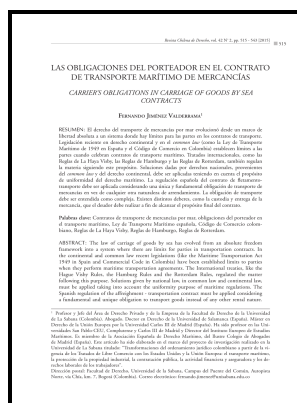 Revista Chilena de Derecho, vol. 42 Nº 2, pp. 515 - 543 [2015]
515
LAS OBLIGACIONES DEL PORTEADOR EN EL CONTRATO
DE TRANSPORTE MARÍTIMO DE MERCANCÍAS
CARRIER'S OBLIGATIONS IN CARRIAGE OF GOODS BY SEA
CONTRACTS
FERNANDO JIMÉNEZ VALDERRAMA*
RESUMEN: El derecho del transporte de mercancías por mar evolucionó desde un marco de
libertad absoluta a un sistema donde hay límites para las partes en los contratos de transporte.
Legislación reciente en derecho continental y en el common law (como la Ley de Transporte
Marítimo de 1949 en España y el Código de Comercio en Colombia) establecen límites a las
partes cuando celebran contratos de transporte marítimo. Tratados internacionales, como las
Reglas de La Haya Visby, las Reglas de Hamburgo y las Reglas de Rotterdam, también regulan
la materia siguiendo este propósito. Soluciones dadas por derechos nacionales, provenientes
del common law y del derecho continental, debe ser aplicadas teniendo en cuenta el propósito
de uniformidad del derecho marítimo. La regulación española del contrato de fletamento-
transporte debe ser aplicada considerando una única y fundamental obligación de transporte
de mercancías en vez de cualquier otra naturaleza de arrendamiento. La obligación de transporte
debe ser entendida como compleja. Existen distintos deberes, como la custodia y entrega de la
mercancía, que el deudor debe realizar a fin de alcanzar el propósito final del contrato.
Palabras clave: Contratos de transporte de mercancías por mar, obligaciones del porteador en
el transporte marítimo, Ley de Transporte Marítimo española, Código de Comercio colom-
biano, Reglas de La Haya Visby, Reglas de Hamburgo, Reglas de Rotterdam.
ABSTRACT: The law of carriage of goods by sea has evolved from an absolute freedom
framework into a system where there are limits for parties in transportation contracts. In
the continental and common law recent legislations (like the Maritime Transportation Act
1949 in Spain and Commercial Code in Colombia) have been established limits to parties
when they perform maritime transportation agreements. The International treaties, like the
Hague Visby Rules, the Hamburg Rules and the Rotterdam Rules, regulated the matter
following this purpose. Solutions given by national laws, in common law and continental law,
must be applied taking into account the uniformity purpose of maritime regulations. The
Spanish regulation of the affreightment - transportation contract must be applied considering
a fundamental and unique obligation to transport goods instead of any other rental nature.